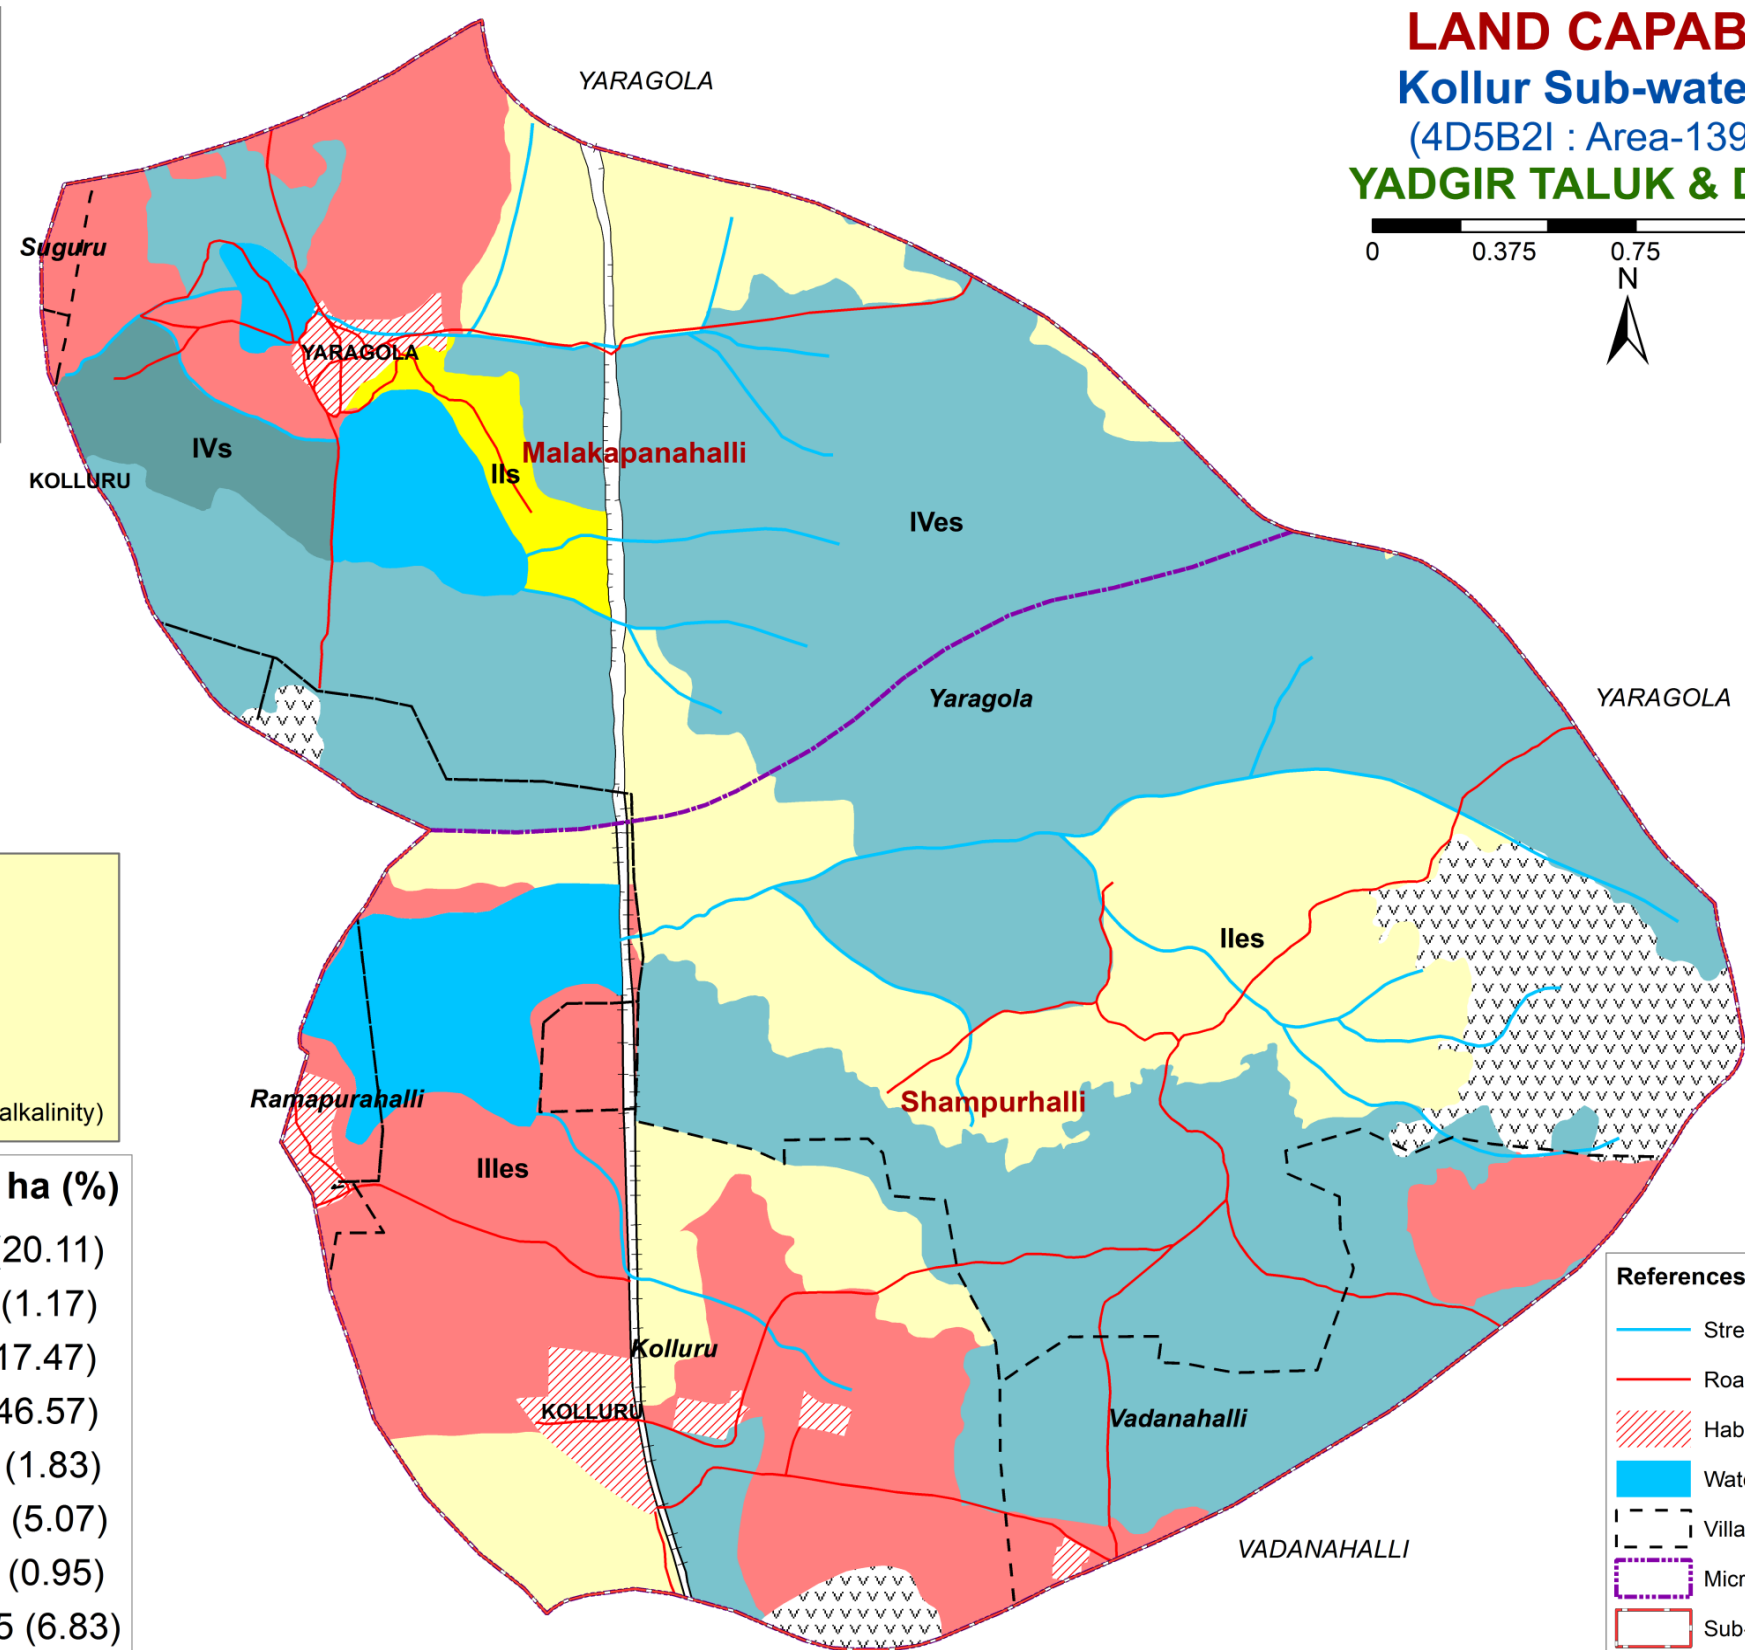 LAND CAPAB
Kollur Sub-wate
(4D5B2I : Area-139
YADGIR TALUK & D
0 0.375 0.75
N
YARAGOLA
Suguru
YARAGOLA
IVs
Malakapanahalli
IIs
KOLLURU
IVes
Yaragola
YARAGOLA
IIes
Ramapurahalli
Shampurhalli
alkalinity)
IIIes
ha (%)
20.11)
(1.17)
17.47)
46.57)
(1.83)
(5.07)
(0.95)
5 (6.83)
Kolluru
KOLLURU
Vadanahalli
VADANAHALLI
References
Stre
Roa
Hab
Wate
Villa
Micr
Sub-